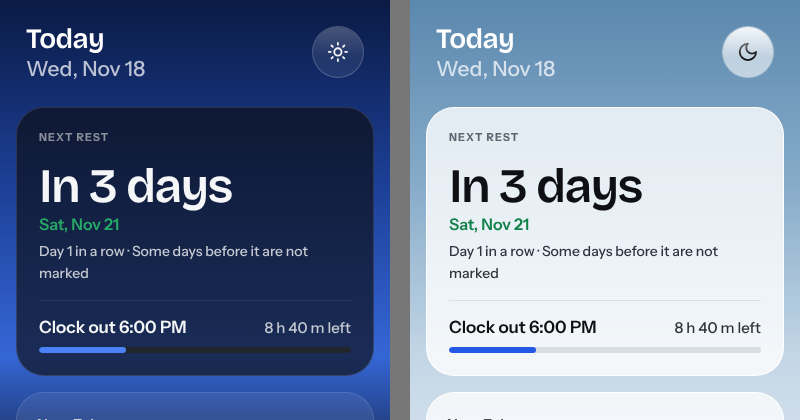 Today
Wed, Nov 18
NEXT REST
In 3 days
Sat, Nov 21
Day 1 in a row · Some days before it are not
marked
Clock out 6:00 PM
8 h 40 m left
Today
Wed, Nov 18
NEXT REST
In 3 days
Sat, Nov 21
Day 1 in a row · Some days before it are not
marked
Clock out 6:00 PM
8 h 40 m left